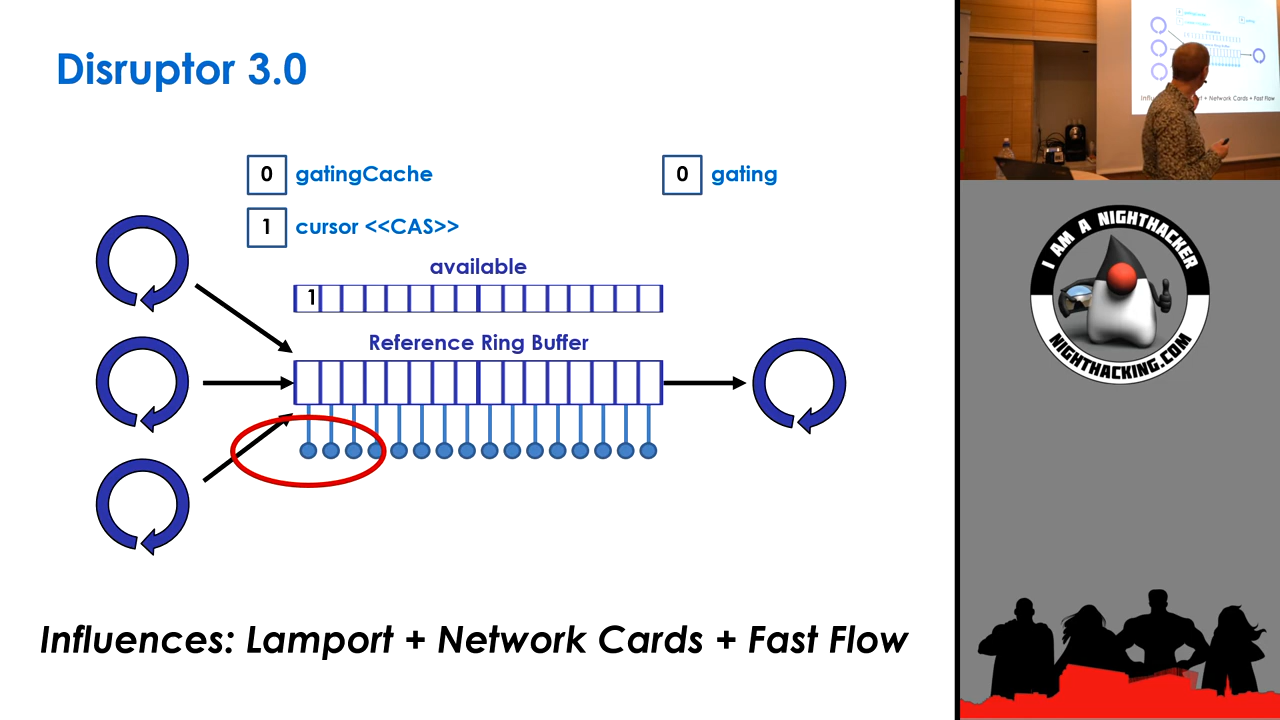 Disruptor 3.0
0 gatingCache
0 gating
1 cursor <<CAS>>
available
1
Reference Ring Buffer
Influences: Lamport + Network Cards + Fast Flow
I AM A NIGHTHACKER
NIGHTHACKING.COM